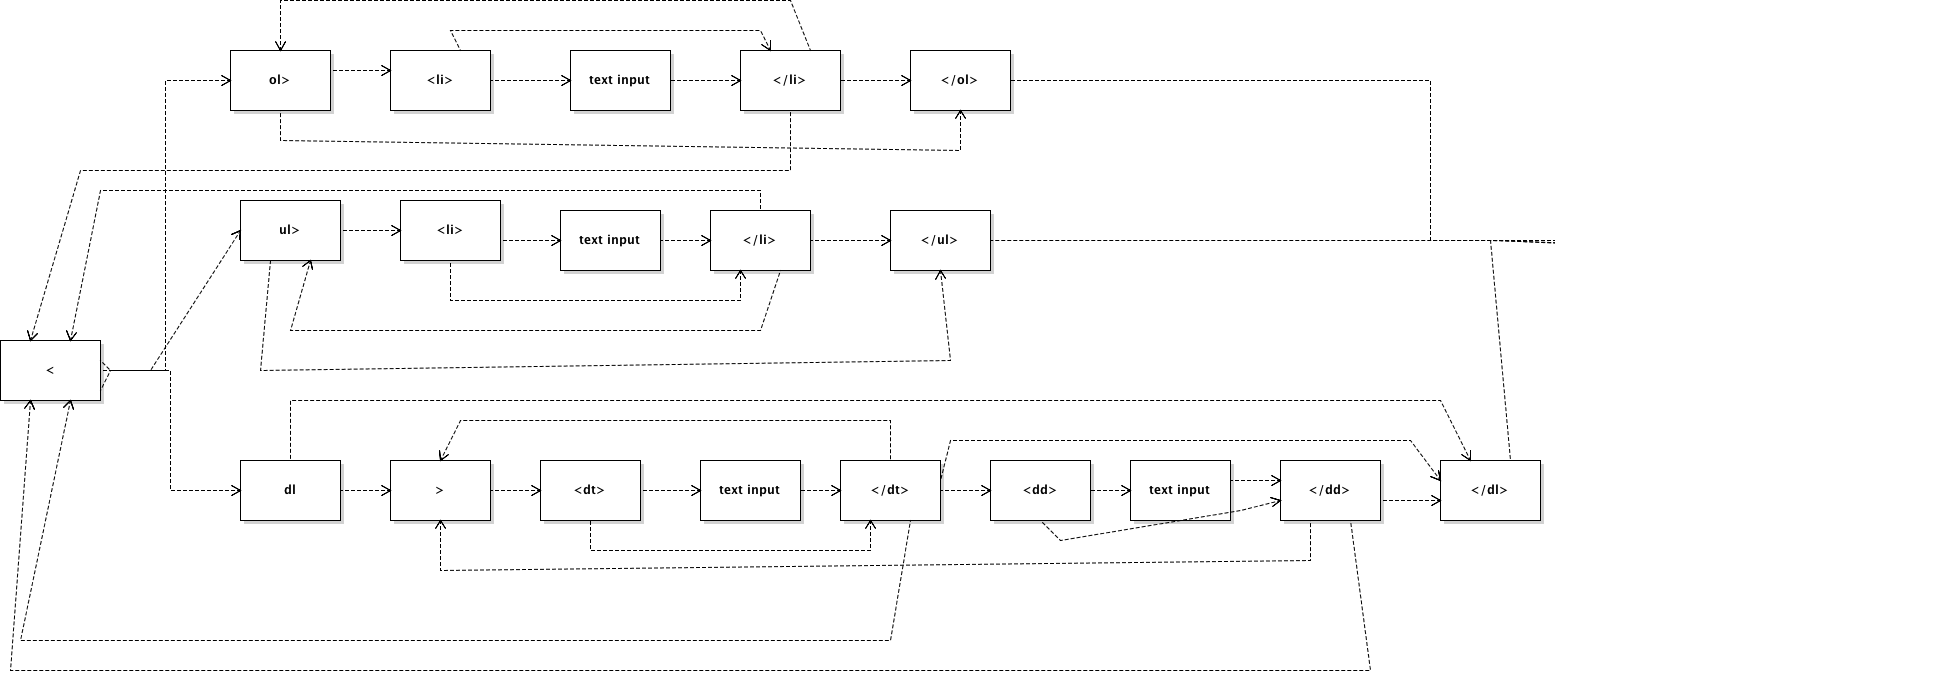 ol>
<li>
text input
</li>
</ol>
ul>
<li>
text input
</li>
</ul>
<
dl
>
<dt>
text input
</dt>
<dd>
text input
</dd>
</dl>